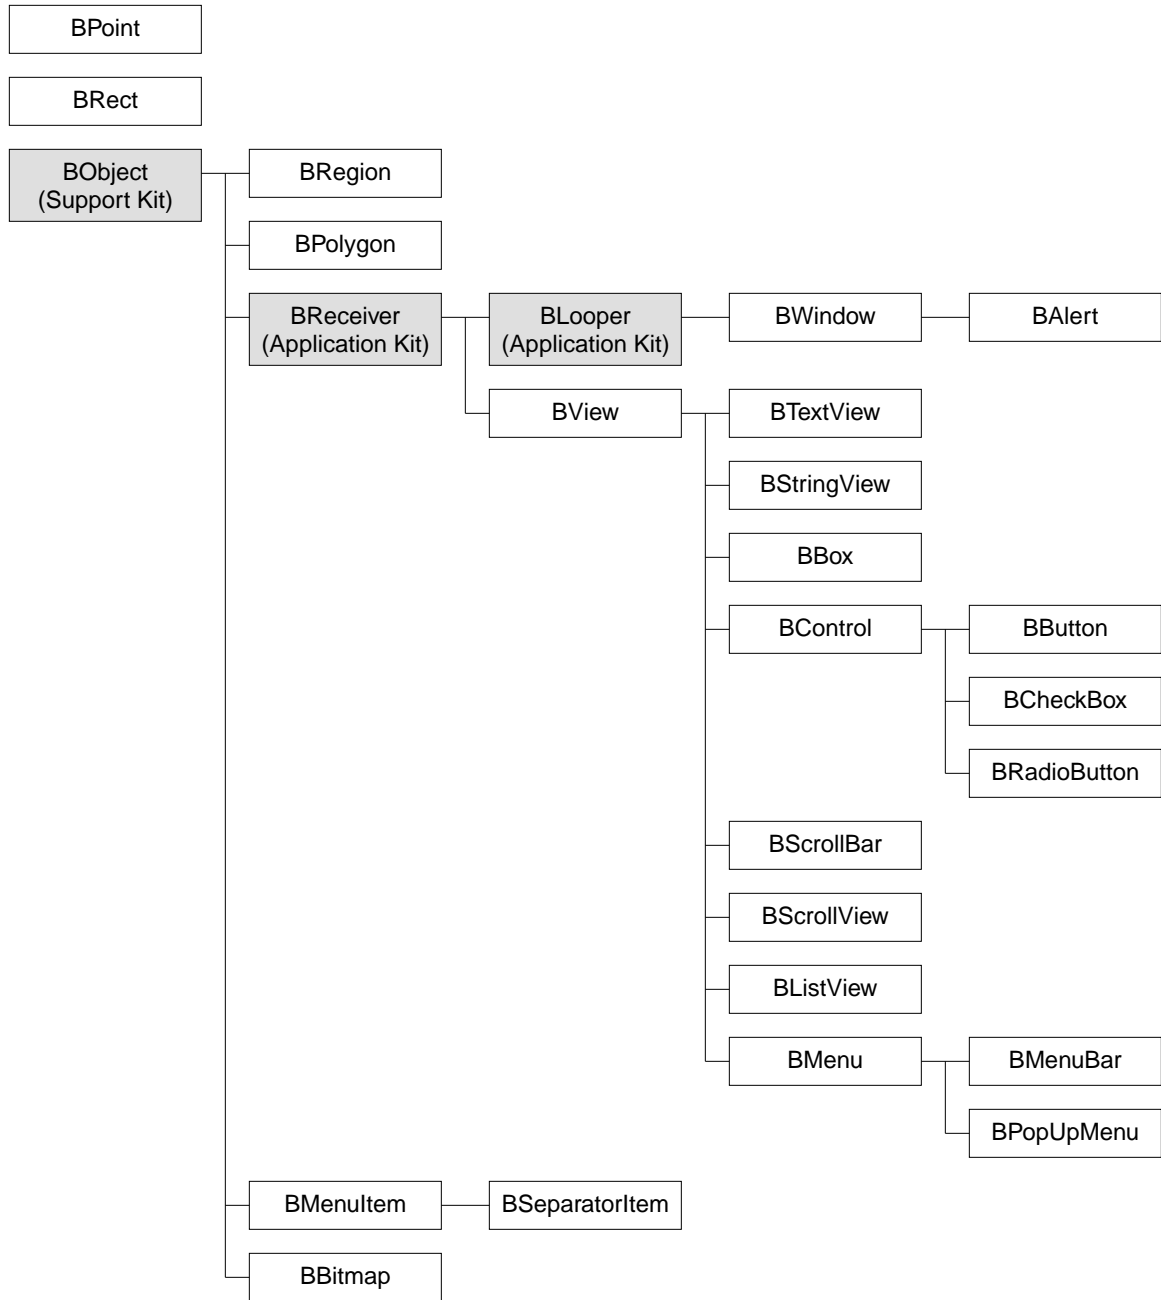 BPoint
BRect
BObject
(Support Kit)
BRegion
BPolygon
BReceiver
(Application Kit)
BLooper
(Application Kit)
BWindow
BAlert
BView
BTextView
BStringView
BBox
BControl
BButton
BCheckBox
BRadioButton
BScrollBar
BScrollView
BListView
BMenu
BMenuBar
BPopUpMenu
BMenuItem
BSeparatorItem
BBitmap